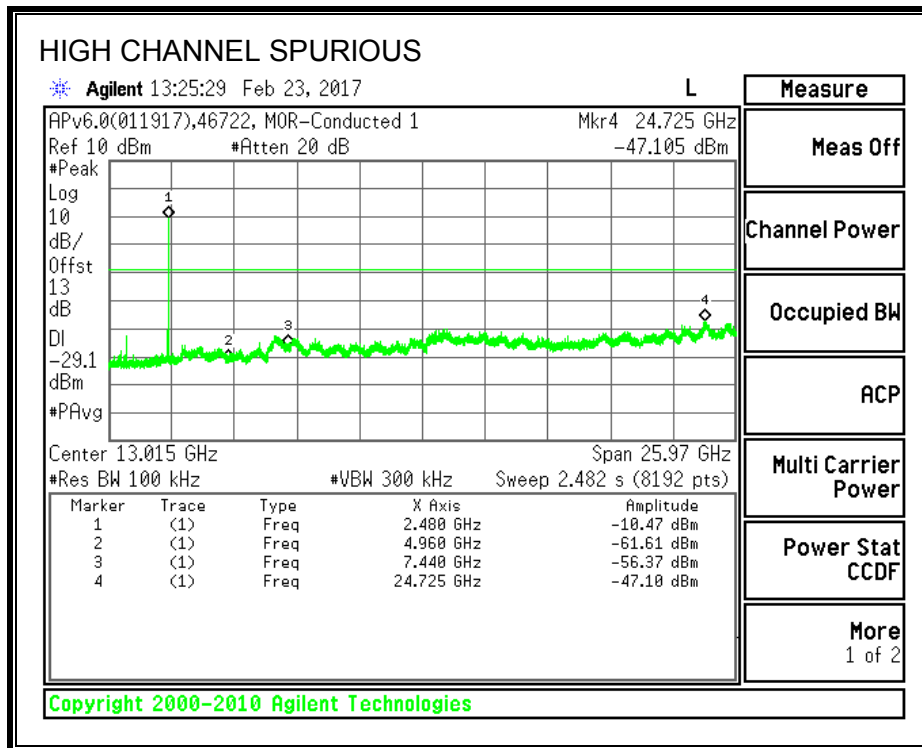 HIGH CHANNEL SPURIOUS
Agilent 13:25:29 Feb 23, 2017 L
APv6.0(011917),46722, MOR-Conducted 1 Mkr4 24.725 GHz
Ref 10 dBm #Atten 20 dB -47.105 dBm
#Peak
Log
10
dB/
Offst
13
dB
DI
-29.1
dBm
#PAvg
1
2
3
4
Center 13.015 GHz Span 25.97 GHz
#Res BW 100 kHz #VBW 300 kHz Sweep 2.482 s (8192 pts)
Marker Trace Type X Axis Amplitude
1 (1) Freq 2.480 GHz -10.47 dBm
2 (1) Freq 4.960 GHz -61.61 dBm
3 (1) Freq 7.440 GHz -56.37 dBm
4 (1) Freq 24.725 GHz -47.10 dBm
Measure
Meas Off
Channel Power
Occupied BW
ACP
Multi Carrier
Power
Power Stat
CCDF
More
1 of 2
Copyright 2000-2010 Agilent Technologies